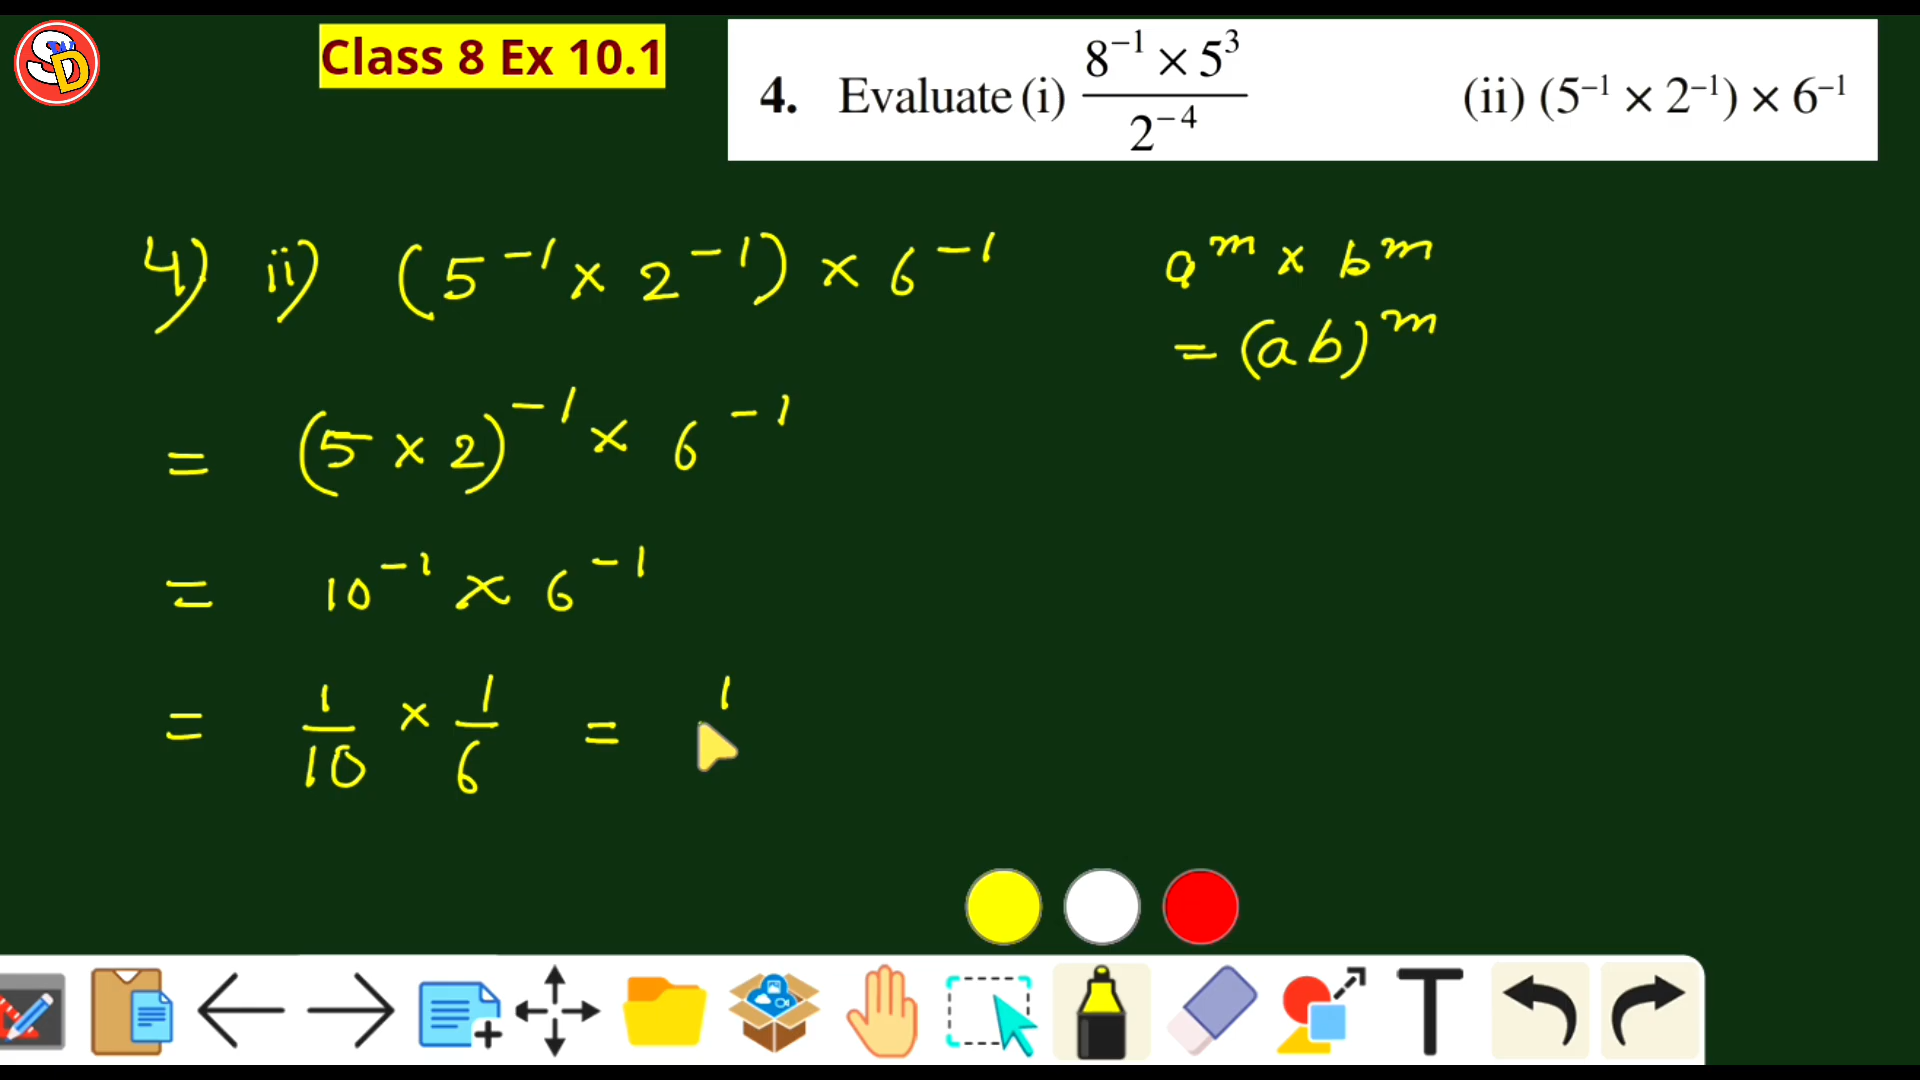 SWD
Class 8 Ex 10.1
4. Evaluate (i) (8⁻¹ × 5³)/2⁻⁴ (ii) (5⁻¹ × 2⁻¹) × 6⁻¹
4) ii) (5⁻¹ × 2⁻¹) × 6⁻¹
aᵐ × bᵐ
= (ab)ᵐ
= (5 × 2)⁻¹ × 6⁻¹
= 10⁻¹ × 6⁻¹
= 1/10 × 1/6 = 1
T